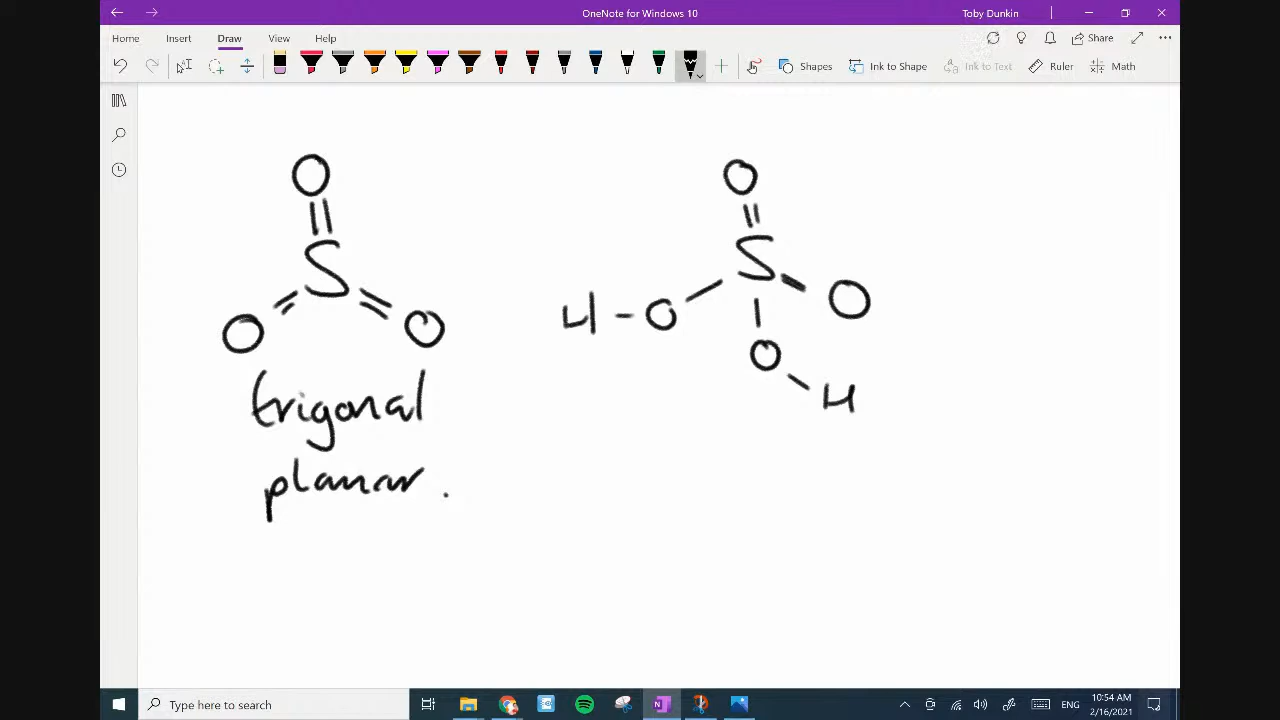 OneNote for Windows 10
Toby Dunkin
Home Insert Draw View Help
Share
Shapes
Ink to Shape
Ink to Text
Ruler
Math
O
S
O O
trigonal
planar.
O
S
H-O O
O
H
Type here to search
ENG
10:54 AM
2/16/2021